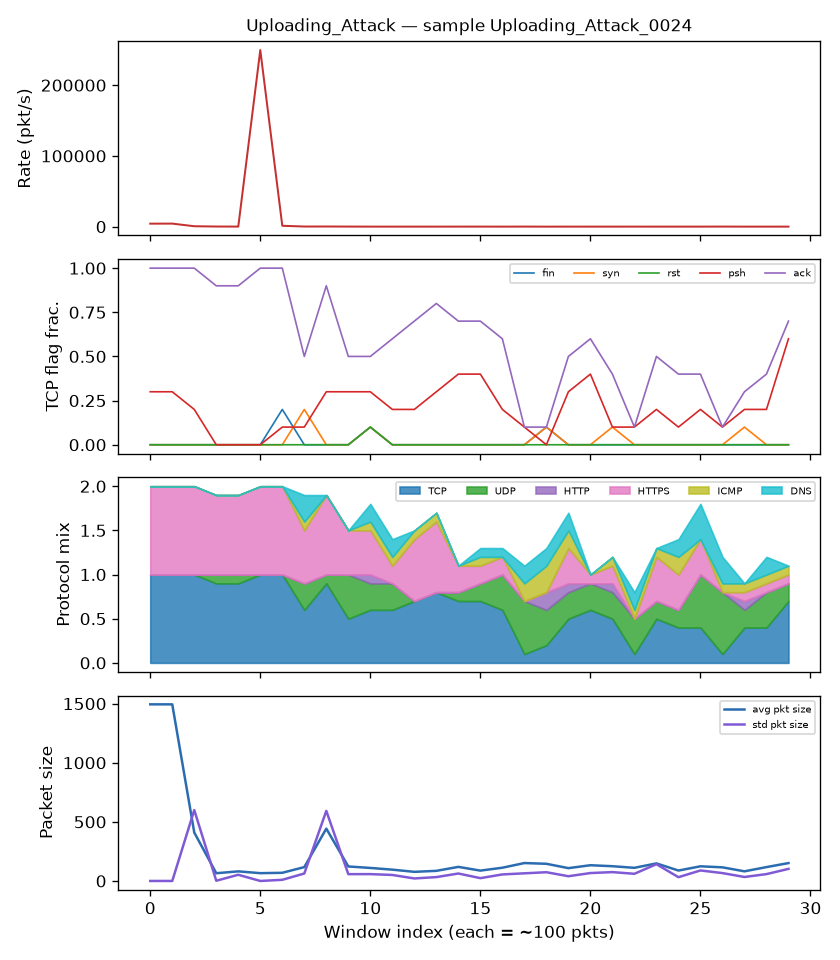 Uploading_Attack — sample Uploading_Attack_0024
Rate (pkt/s)
200000
100000
0
TCP flag frac.
1.00
0.75
0.50
0.25
0.00
fin syn rst psh ack
Protocol mix
2.0
1.5
1.0
0.5
0.0
TCP UDP HTTP HTTPS ICMP DNS
Packet size
1500
1000
500
0
avg pkt size
std pkt size
0 5 10 15 20 25 30
Window index (each = ~100 pkts)